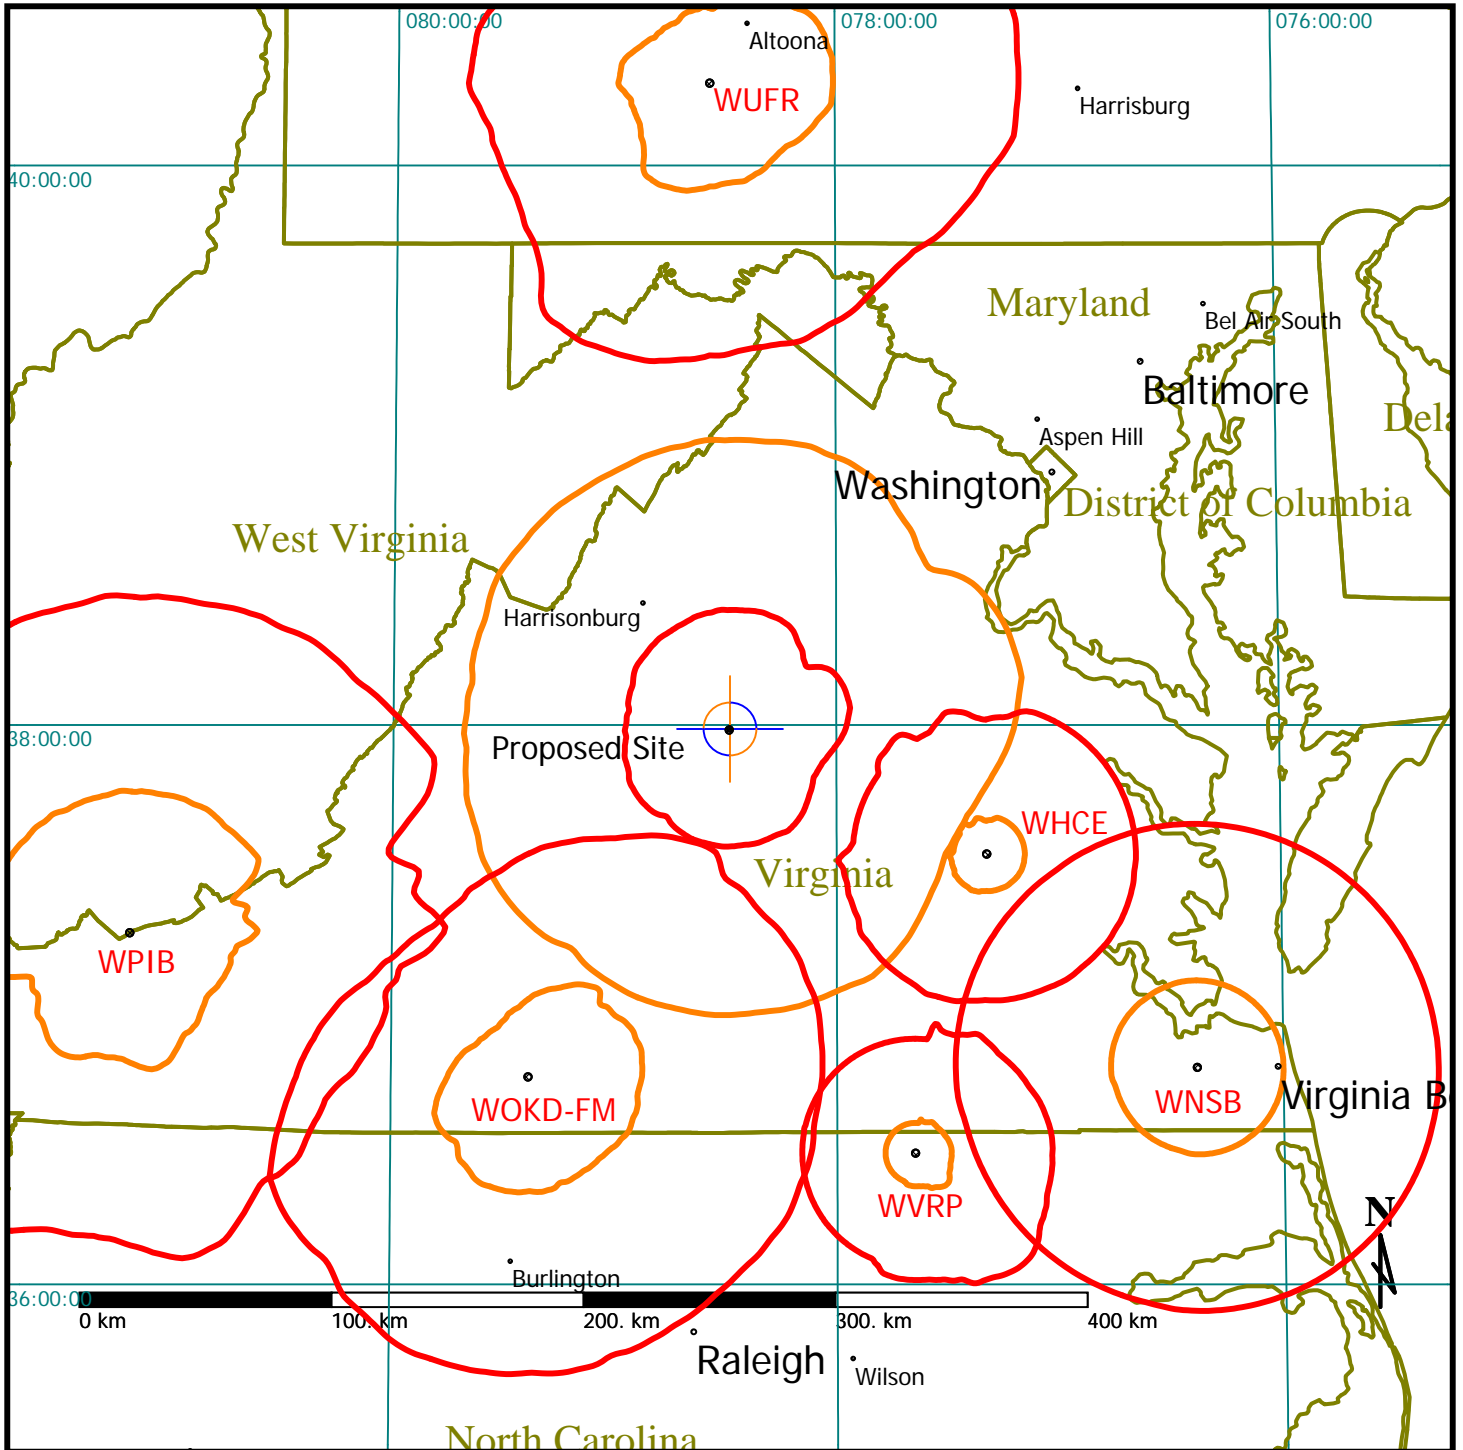 080:00:00
078:00:00
076:00:00
Altoona
WUFR
Harrisburg
40:00:00
Maryland
Bel Air South
Baltimore
Dela
Aspen Hill
Washington
District of Columbia
West Virginia
Harrisonburg
38:00:00
Proposed Site
WHCE
Virginia
WPIB
WOKD-FM
WNSB
Virginia B
WVRP
N
Burlington
36:00:00
0 km
100. km
200. km
300. km
400 km
Raleigh
Wilson
North Carolina